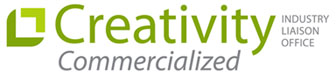 Creativity
Commercialized
INDUSTRY
LIAISON
OFFICE